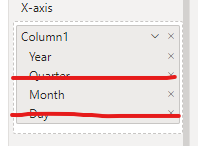 X-axis
Column1
Year
Quarter
Month
Day